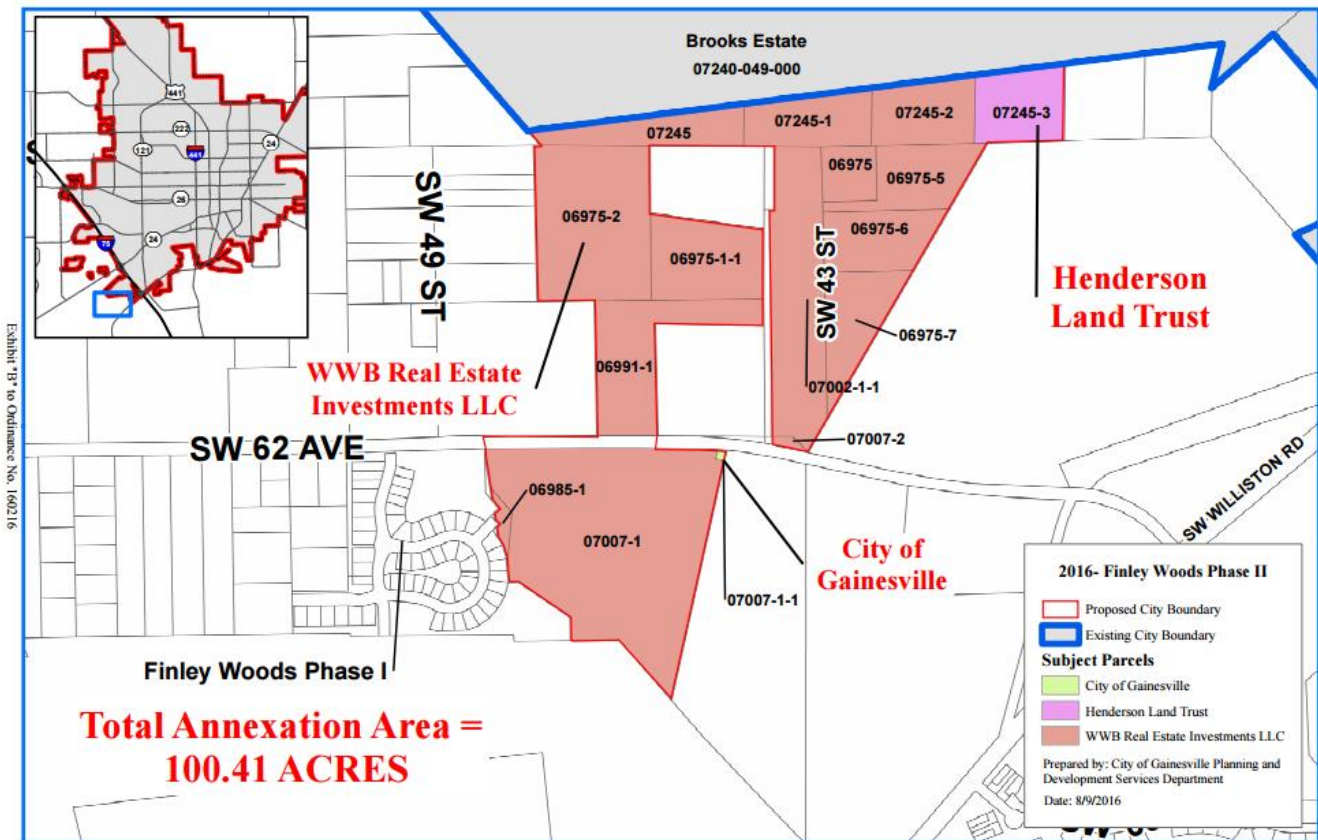 Brooks Estate
07240-049-000
441
222
121
441
24
26
24
75
07245
07245-1
07245-2
07245-3
06975
06975-5
06975-2
06975-6
06975-1-1
SW 49 ST
SW 43 ST
Henderson
Land Trust
06975-7
WWB Real Estate
Investments LLC
06991-1
07002-1-1
07007-2
SW 62 AVE
06985-1
07007-1
City of
Gainesville
07007-1-1
SW WILLISTON RD
Finley Woods Phase I
Total Annexation Area =
100.41 ACRES
2016- Finley Woods Phase II
Proposed City Boundary
Existing City Boundary
Subject Parcels
City of Gainesville
Henderson Land Trust
WWB Real Estate Investments LLC
Prepared by: City of Gainesville Planning and
Development Services Department
Date: 8/9/2016
Exhibit "B" to Ordinance No. 160216